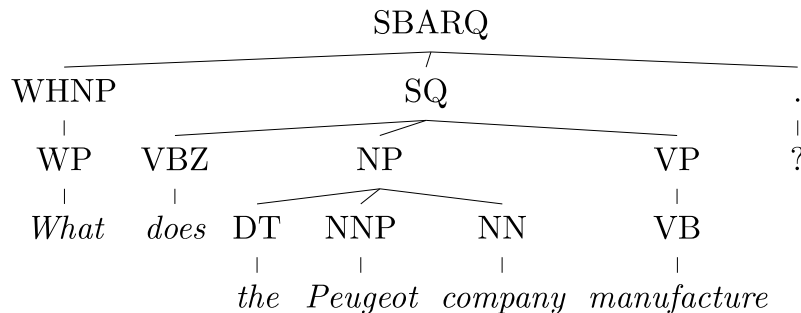 SBARQ
WHNP SQ .
WP VBZ NP VP ?
What does DT NNP NN VB
the Peugeot company manufacture